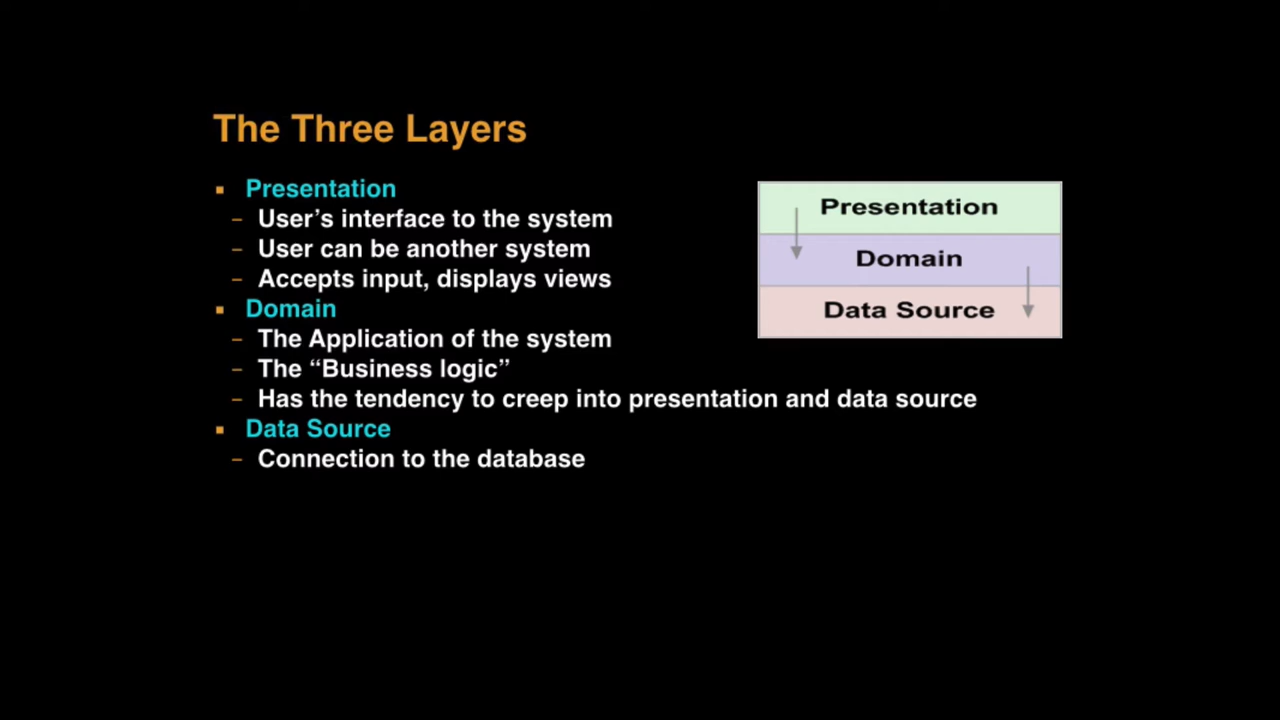 The Three Layers
▪ Presentation
– User’s interface to the system
– User can be another system
– Accepts input, displays views
▪ Domain
– The Application of the system
– The “Business logic”
– Has the tendency to creep into presentation and data source
▪ Data Source
– Connection to the database
Presentation
Domain
Data Source